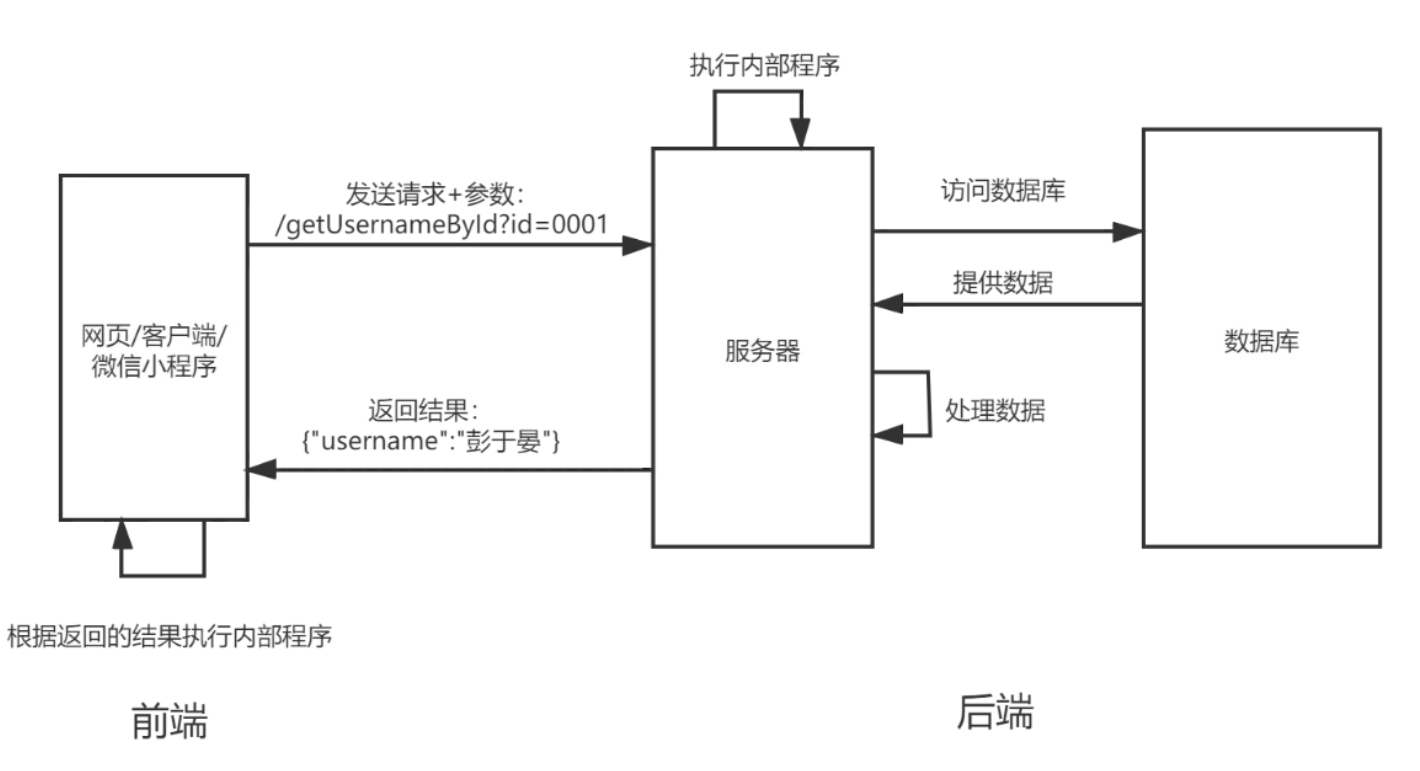 执行内部程序
发送请求+参数：
/getUsernameById?id=0001
访问数据库
提供数据
网页/客户端/
微信小程序
服务器
数据库
返回结果：
{"username":"彭于晏"}
处理数据
根据返回的结果执行内部程序
前端
后端